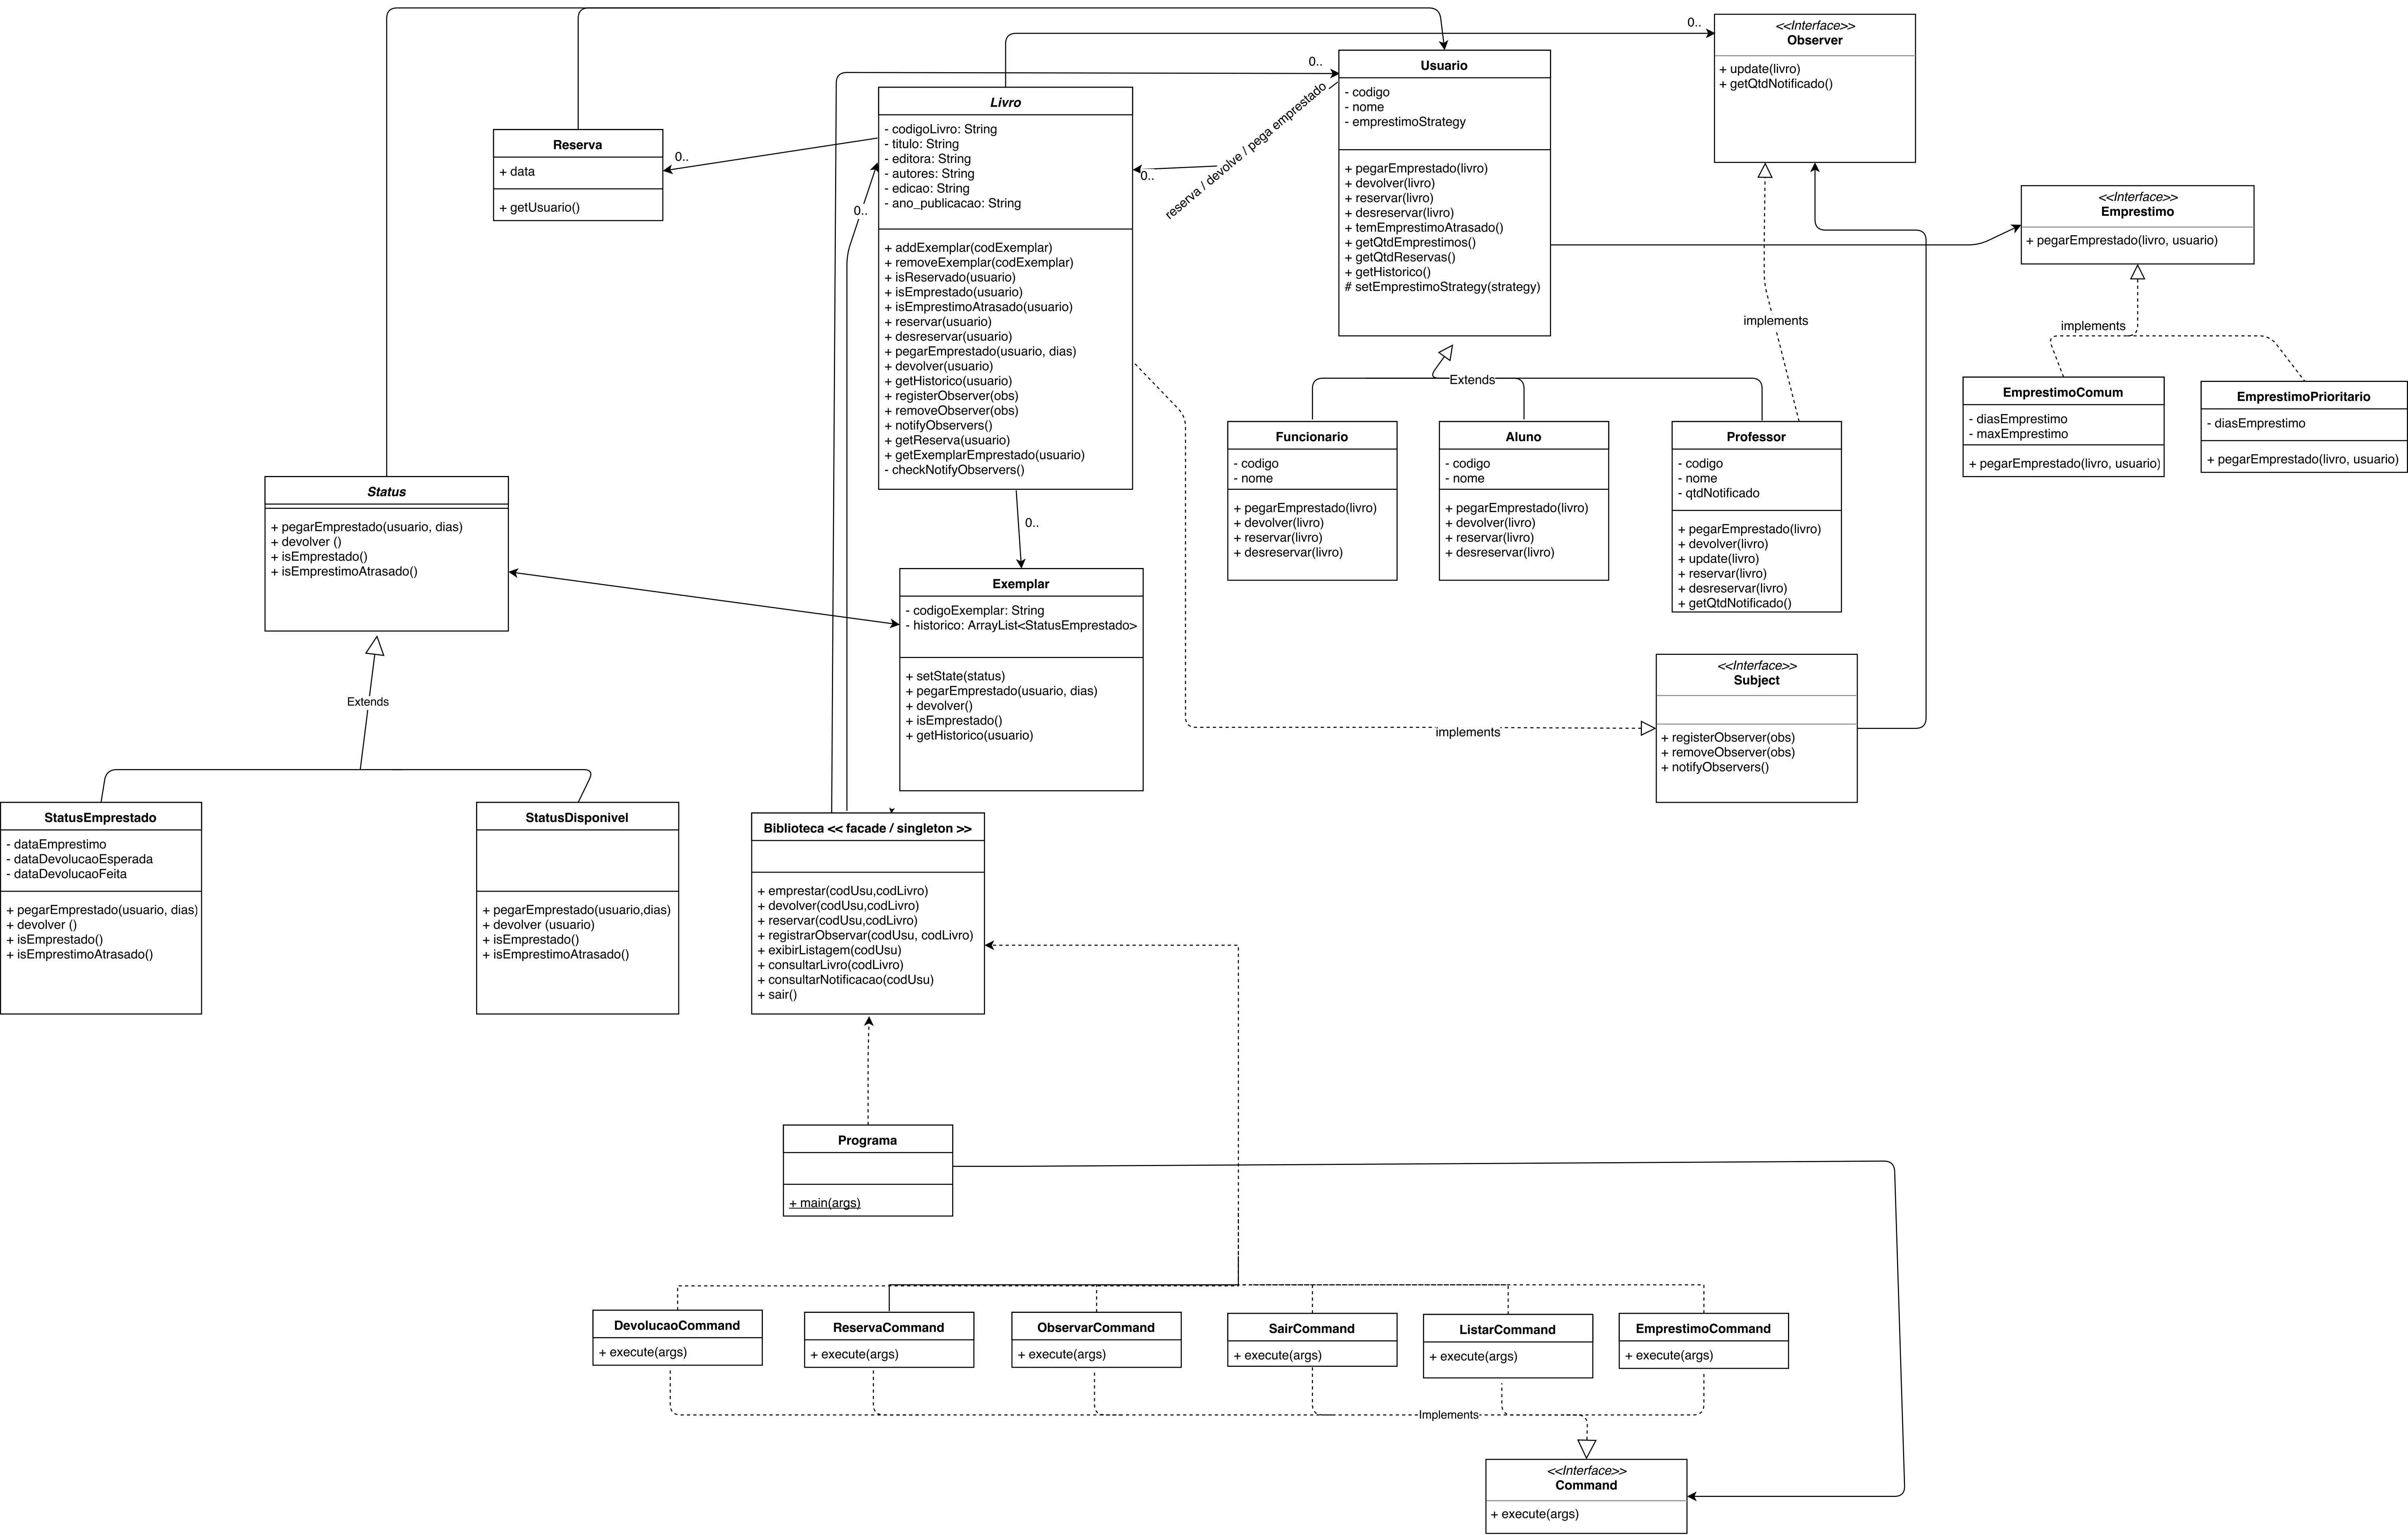 0..
<<Interface>>
Observer
+ update(livro)
+ getQtdNotificado()
0..
Usuario
- codigo
- nome
- emprestimoStrategy
+ pegarEmprestado(livro)
+ devolver(livro)
+ reservar(livro)
+ desreservar(livro)
+ temEmprestimoAtrasado()
+ getQtdEmprestimos()
+ getQtdReservas()
+ getHistorico()
# setEmprestimoStrategy(strategy)
Livro
- codigoLivro: String
- titulo: String
- editora: String
- autores: String
- edicao: String
- ano_publicacao: String
+ addExemplar(codExemplar)
+ removeExemplar(codExemplar)
+ isReservado(usuario)
+ isEmprestado(usuario)
+ isEmprestimoAtrasado(usuario)
+ reservar(usuario)
+ desreservar(usuario)
+ pegarEmprestado(usuario, dias)
+ devolver(usuario)
+ getHistorico(usuario)
+ registerObserver(obs)
+ removeObserver(obs)
+ notifyObservers()
+ getReserva(usuario)
+ getExemplarEmprestado(usuario)
- checkNotifyObservers()
reserva / devolve / pega emprestado
0..
Reserva
+ data
+ getUsuario()
0..
0..
<<Interface>>
Emprestimo
+ pegarEmprestado(livro, usuario)
implements
implements
Extends
EmprestimoComum
- diasEmprestimo
- maxEmprestimo
+ pegarEmprestado(livro, usuario)
EmprestimoPrioritario
- diasEmprestimo
+ pegarEmprestado(livro, usuario)
Funcionario
- codigo
- nome
+ pegarEmprestado(livro)
+ devolver(livro)
+ reservar(livro)
+ desreservar(livro)
Aluno
- codigo
- nome
+ pegarEmprestado(livro)
+ devolver(livro)
+ reservar(livro)
+ desreservar(livro)
Professor
- codigo
- nome
- qtdNotificado
+ pegarEmprestado(livro)
+ devolver(livro)
+ update(livro)
+ reservar(livro)
+ desreservar(livro)
+ getQtdNotificado()
Status
+ pegarEmprestado(usuario, dias)
+ devolver ()
+ isEmprestado()
+ isEmprestimoAtrasado()
0..
Exemplar
- codigoExemplar: String
- historico: ArrayList<StatusEmprestado>
+ setState(status)
+ pegarEmprestado(usuario, dias)
+ devolver()
+ isEmprestado()
+ getHistorico(usuario)
<<Interface>>
Subject
+ registerObserver(obs)
+ removeObserver(obs)
+ notifyObservers()
implements
Extends
StatusEmprestado
- dataEmprestimo
- dataDevolucaoEsperada
- dataDevolucaoFeita
+ pegarEmprestado(usuario, dias)
+ devolver ()
+ isEmprestado()
+ isEmprestimoAtrasado()
StatusDisponivel
+ pegarEmprestado(usuario,dias)
+ devolver (usuario)
+ isEmprestado()
+ isEmprestimoAtrasado()
Biblioteca << facade / singleton >>
+ emprestar(codUsu,codLivro)
+ devolver(codUsu,codLivro)
+ reservar(codUsu,codLivro)
+ registrarObservar(codUsu, codLivro)
+ exibirListagem(codUsu)
+ consultarLivro(codLivro)
+ consultarNotificacao(codUsu)
+ sair()
Programa
+ main(args)
DevolucaoCommand
+ execute(args)
ReservaCommand
+ execute(args)
ObservarCommand
+ execute(args)
SairCommand
+ execute(args)
ListarCommand
+ execute(args)
EmprestimoCommand
+ execute(args)
Implements
<<Interface>>
Command
+ execute(args)